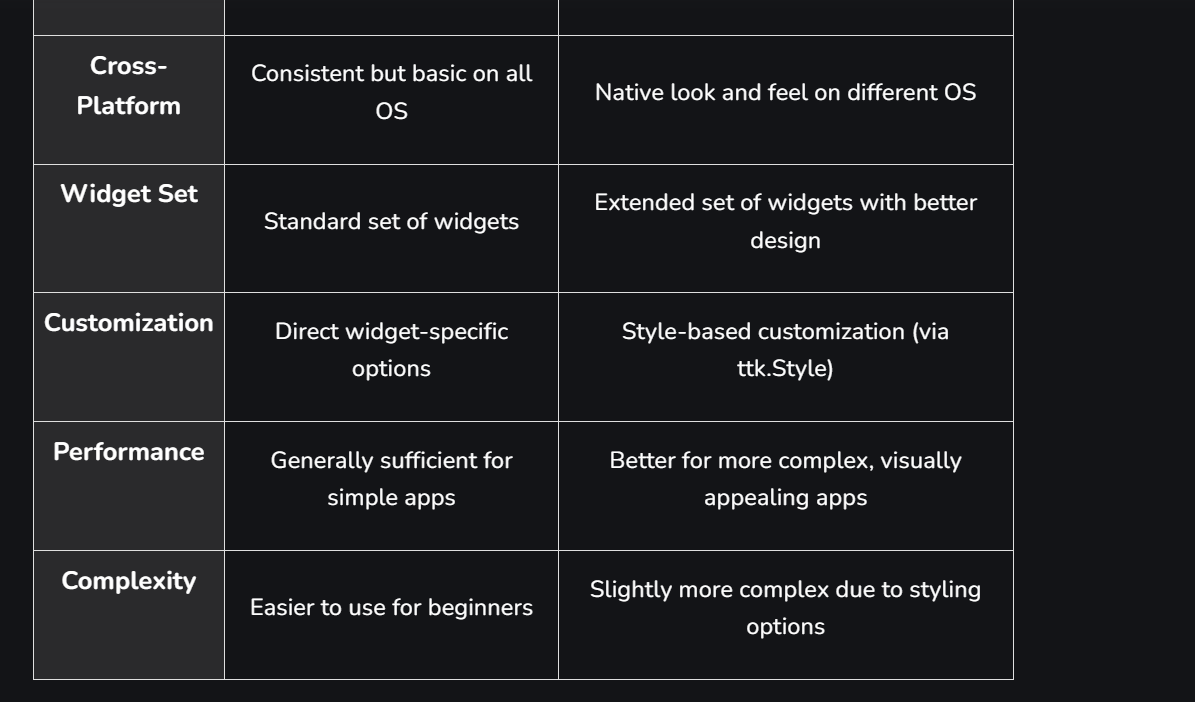 Cross-
Platform
Consistent but basic on all
OS
Native look and feel on different OS
Widget Set
Standard set of widgets
Extended set of widgets with better
design
Customization
Direct widget-specific
options
Style-based customization (via
ttk.Style)
Performance
Generally sufficient for
simple apps
Better for more complex, visually
appealing apps
Complexity
Easier to use for beginners
Slightly more complex due to styling
options